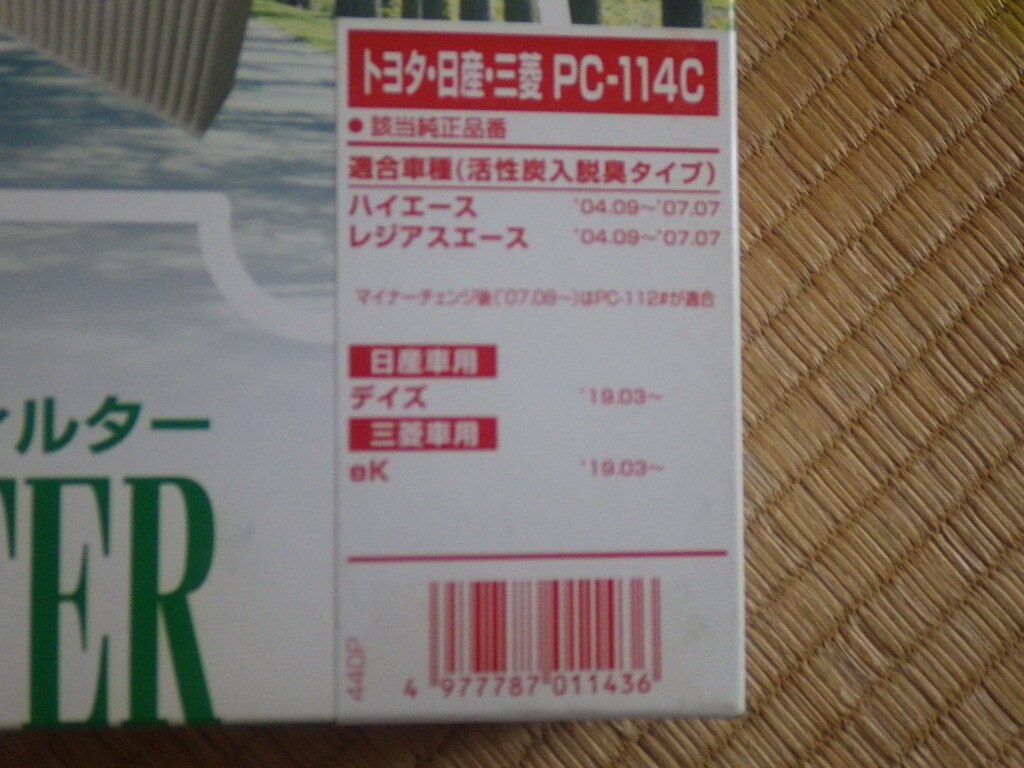 トヨタ・日産・三菱 PC-114C
● 該当純正品番
適合車種(活性炭入脱臭タイプ)
ハイエース '04.09～'07.07
レジアスエース '04.09～'07.07
マイナーチェンジ後('07.08～)はPC-112#が適合
日産車用
デイズ '19.03～
三菱車用
eK '19.03～
ィルター
TER
440P
4 977787 011436